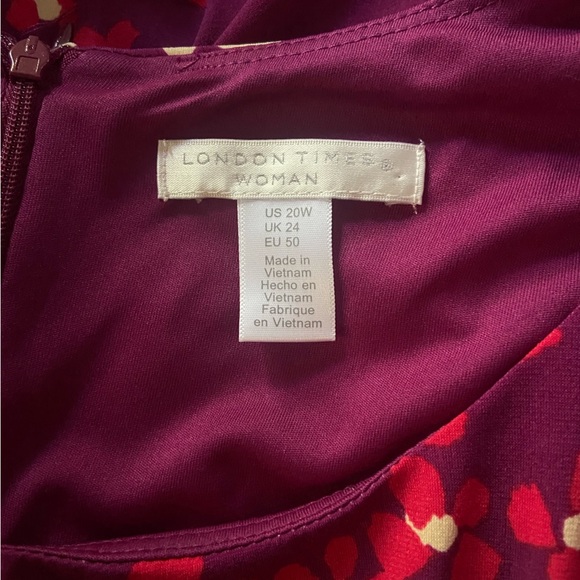 LONDON TIMES®
WOMAN
US 20W
UK 24
EU 50
Made in
Vietnam
Hecho en
Vietnam
Fabrique
en Vietnam